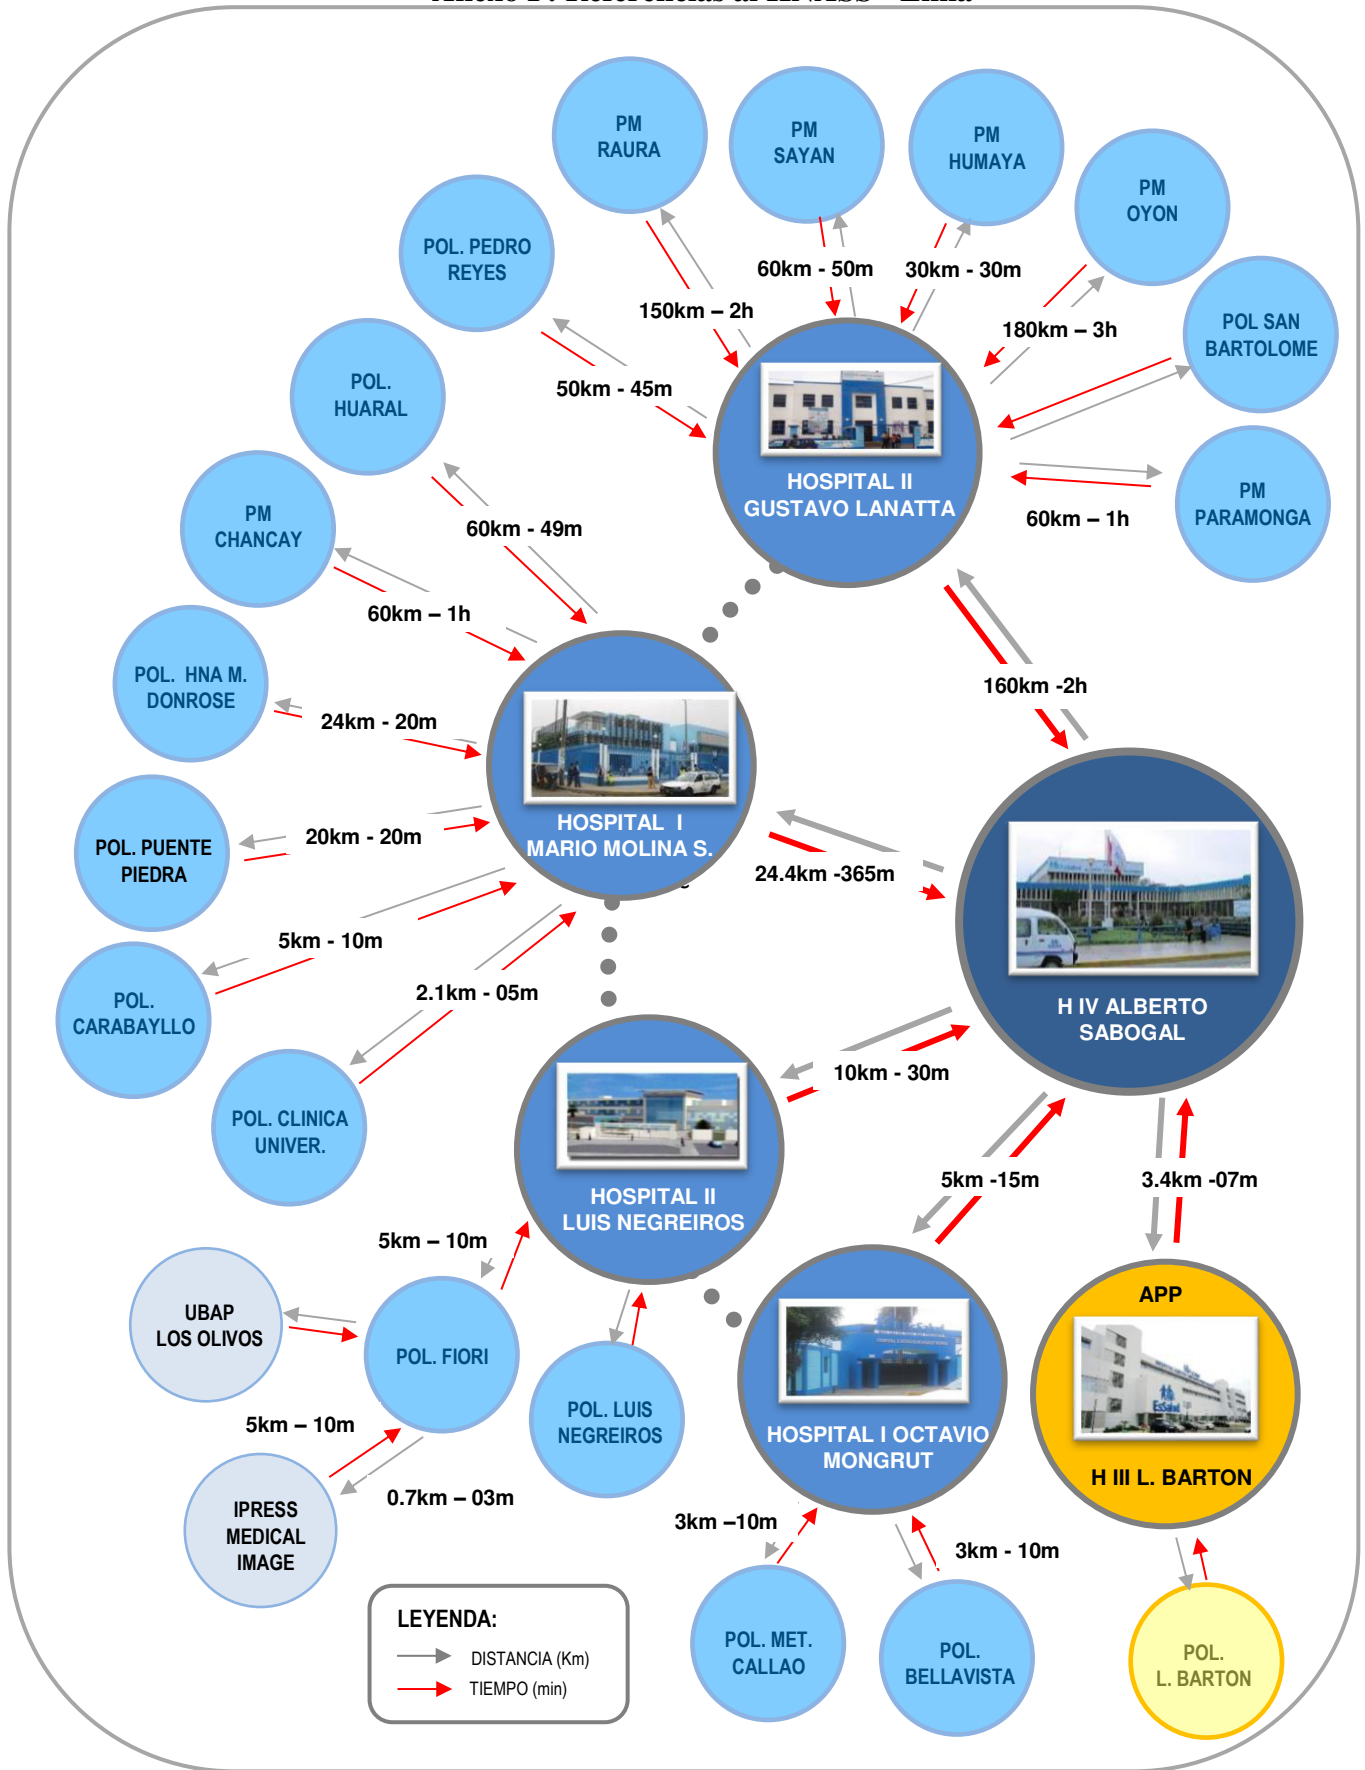 PM
RAURA
PM
SAYAN
PM
HUMAYA
PM
OYON
POL. PEDRO
REYES
POL SAN
BARTOLOME
60km - 50m
30km - 30m
150km – 2h
180km – 3h
POL.
HUARAL
50km - 45m
HOSPITAL II
GUSTAVO LANATTA
PM
PARAMONGA
60km – 1h
PM
CHANCAY
60km - 49m
60km – 1h
POL. HNA M.
DONROSE
24km - 20m
160km -2h
HOSPITAL I
MARIO MOLINA S.
POL. PUENTE
PIEDRA
20km - 20m
24.4km -365m
5km - 10m
2.1km - 05m
POL.
CARABAYLLO
H IV ALBERTO
SABOGAL
10km - 30m
POL. CLINICA
UNIVER.
HOSPITAL II
LUIS NEGREIROS
5km -15m
3.4km -07m
5km – 10m
UBAP
LOS OLIVOS
POL. FIORI
APP
EsSalud
POL. LUIS
NEGREIROS
HOSPITAL I OCTAVIO
MONGRUT
H III L. BARTON
5km – 10m
0.7km – 03m
IPRESS
MEDICAL
IMAGE
3km –10m
3km - 10m
POL. MET.
CALLAO
POL.
BELLAVISTA
POL.
L. BARTON
LEYENDA:
DISTANCIA (Km)
TIEMPO (min)